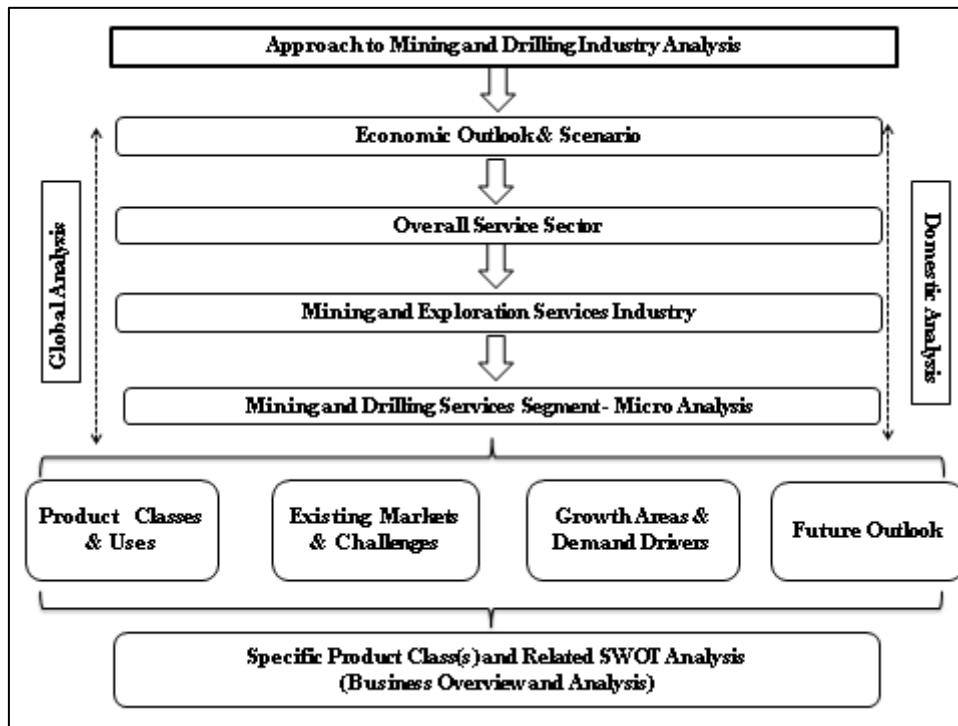 Approach to Mining and Drilling Industry Analysis
Economic Outlook & Scenario
Overall Service Sector
Mining and Exploration Services Industry
Mining and Drilling Services Segment- Micro Analysis
Global Analysis
Domestic Analysis
Product Classes
& Uses
Existing Markets
& Challenges
Growth Areas &
Demand Drivers
Future Outlook
Specific Product Class(s) and Related SWOT Analysis
(Business Overview and Analysis)